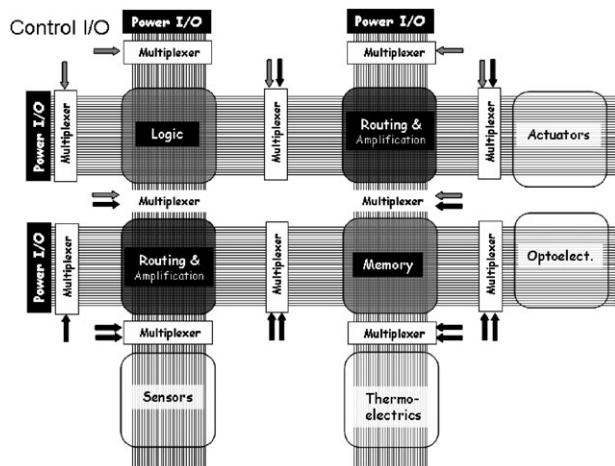 Control I/O
Power I/O
Power I/O
Multiplexer
Multiplexer
Power I/O
Multiplexer
Logic
Multiplexer
Routing &
Amplification
Multiplexer
Actuators
Multiplexer
Multiplexer
Power I/O
Multiplexer
Routing &
Amplification
Multiplexer
Memory
Multiplexer
Optoelect.
Multiplexer
Multiplexer
Sensors
Thermo-
electrics